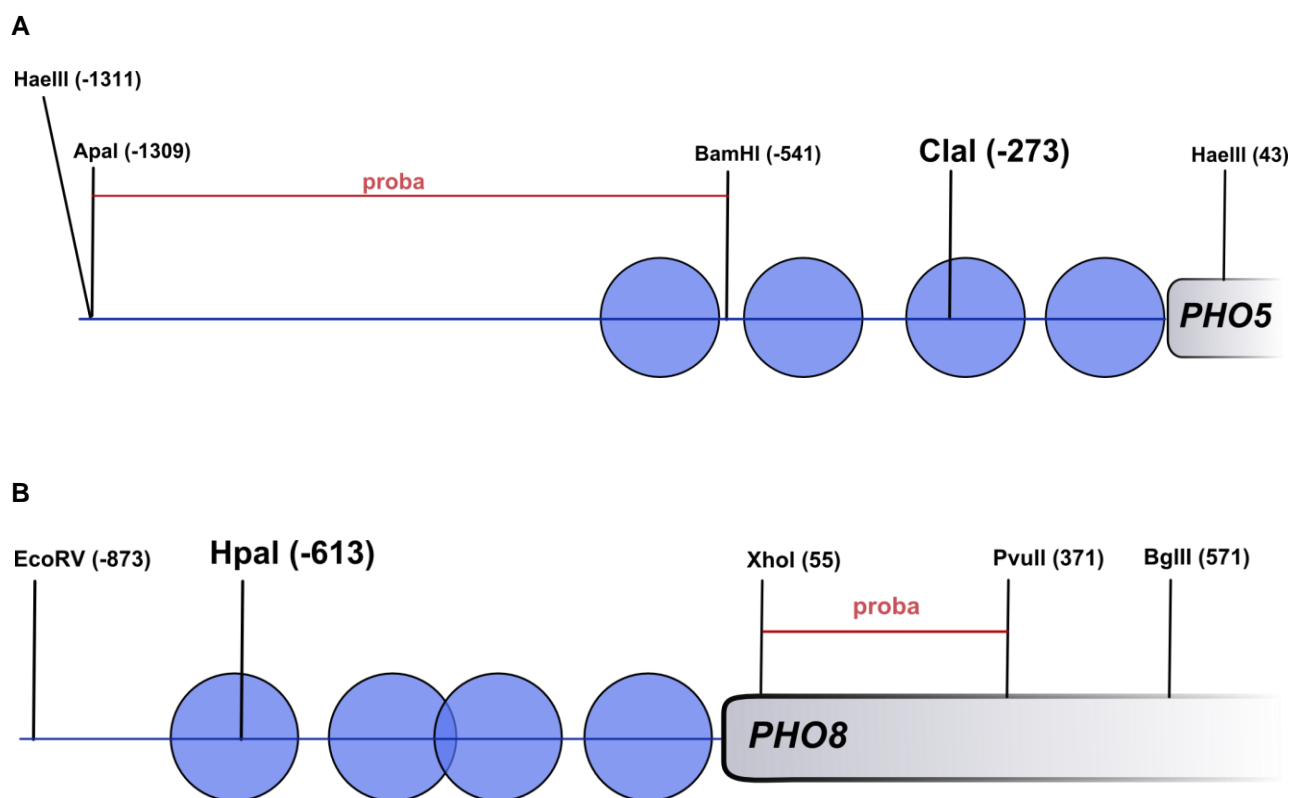 A
HaeIII (-1311)
ApaI (-1309)
proba
BamHI (-541)
ClaI (-273)
HaeIII (43)
PHO5
B
EcoRV (-873)
HpaI (-613)
XhoI (55)
PvuII (371)
BglII (571)
proba
PHO8